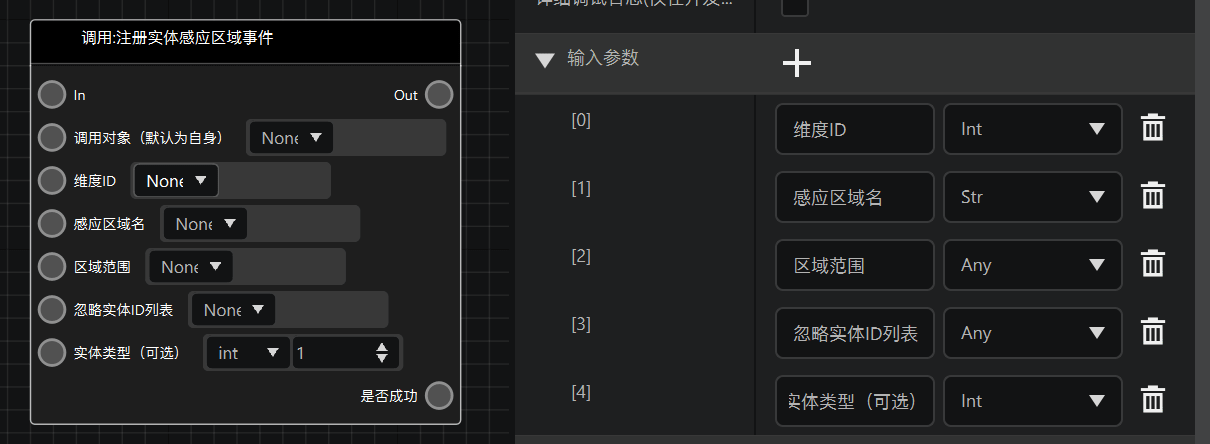 调用:注册实体感应区域事件
In
Out
调用对象（默认为自身） None
维度ID None
感应区域名 None
区域范围 None
忽略实体ID列表 None
实体类型（可选） int 1
是否成功
输入参数
[0] 维度ID Int
[1] 感应区域名 Str
[2] 区域范围 Any
[3] 忽略实体ID列表 Any
[4] 实体类型（可选） Int